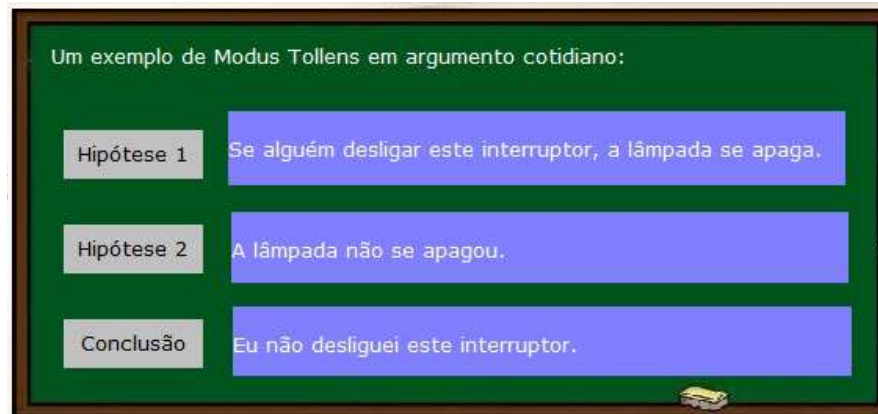 Um exemplo de Modus Tollens em argumento cotidiano:
Hipótese 1
Se alguém desligar este interruptor, a lâmpada se apaga.
Hipótese 2
A lâmpada não se apagou.
Conclusão
Eu não desliguei este interruptor.